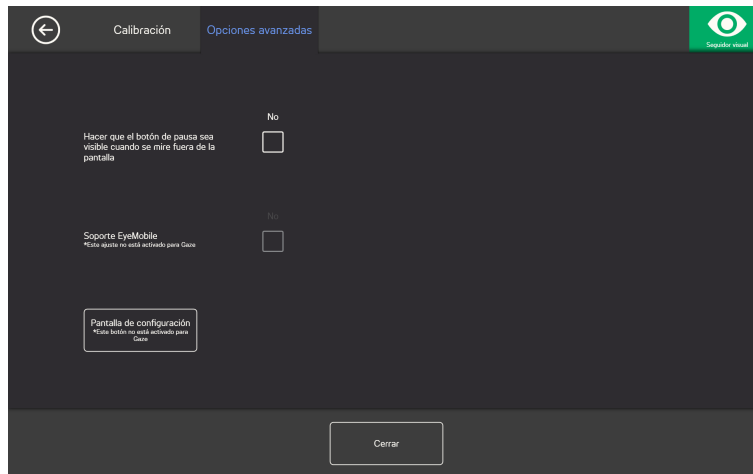 Calibración
Opciones avanzadas
Seguidor visual
No
Hacer que el botón de pausa sea
visible cuando se mire fuera de la
pantalla
No
Soporte EyeMobile
*Este ajuste no está activado para Gaze
Pantalla de configuración
*Este botón no está activado para
Gaze
Cerrar